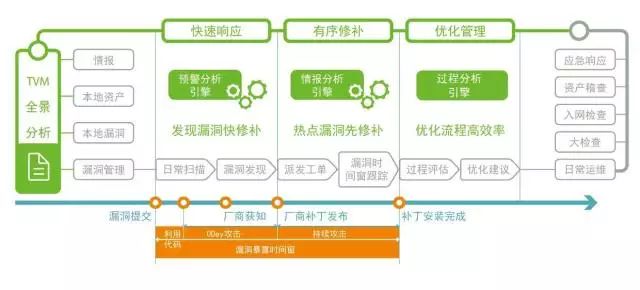 快速响应
有序修补
优化管理
TVM
全景
分析
情报
本地资产
本地漏洞
漏洞管理
预警分析
引擎
发现漏洞快修补
日常扫描
漏洞发现
情报分析
引擎
热点漏洞先修补
派发工单
漏洞时
间窗跟踪
过程分析
引擎
优化流程高效率
过程评估
优化建议
应急响应
资产稽查
入网检查
大检查
日常运维
漏洞提交
厂商获知
厂商补丁发布
补丁安装完成
利用
代码
0Day攻击
持续攻击
漏洞暴露时间窗